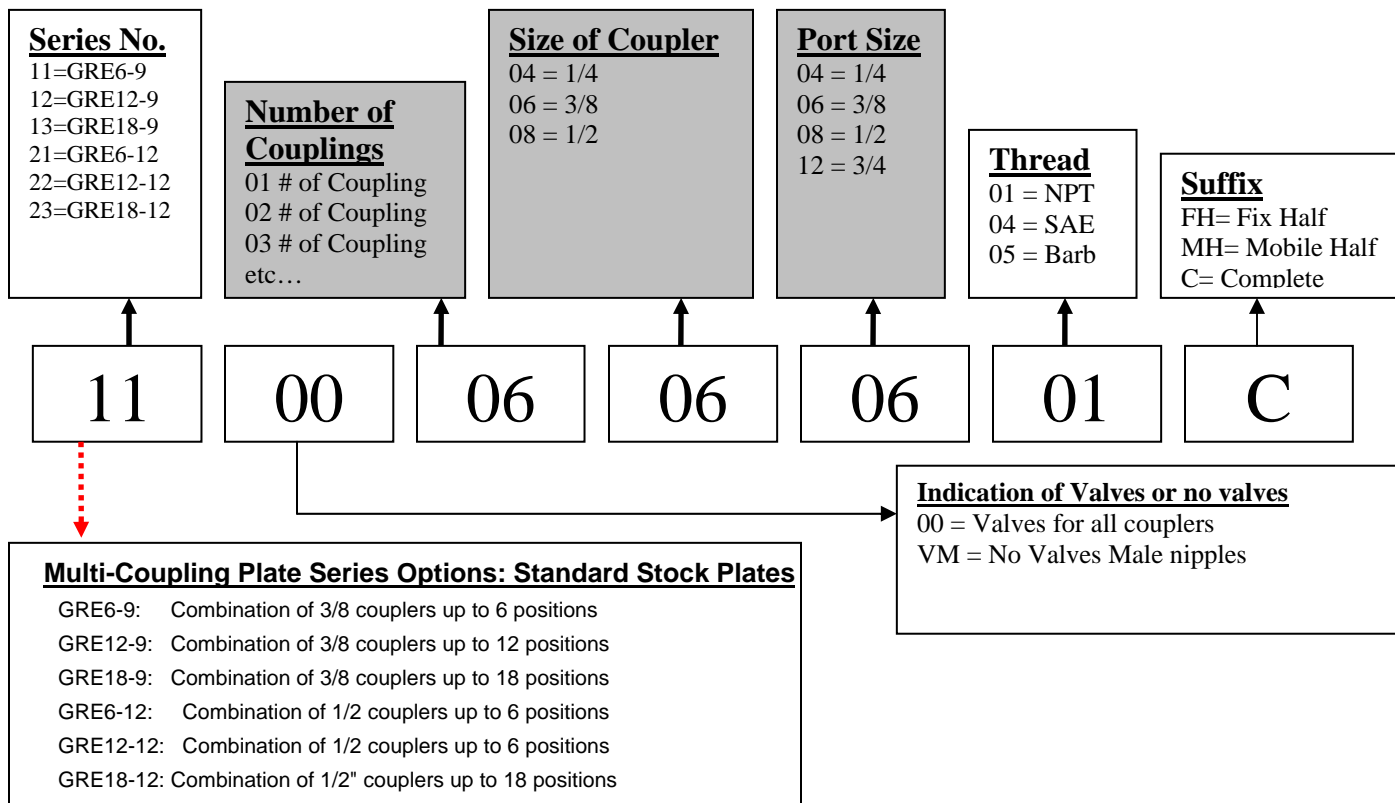 Series No.
11=GRE6-9
12=GRE12-9
13=GRE18-9
21=GRE6-12
22=GRE12-12
23=GRE18-12
Number of
Couplings
01 # of Coupling
02 # of Coupling
03 # of Coupling
etc…
Size of Coupler
04 = 1/4
06 = 3/8
08 = 1/2
Port Size
04 = 1/4
06 = 3/8
08 = 1/2
12 = 3/4
Thread
01 = NPT
04 = SAE
05 = Barb
Suffix
FH= Fix Half
MH= Mobile Half
C= Complete
11 00 06 06 06 01 C
Indication of Valves or no valves
00 = Valves for all couplers
VM = No Valves Male nipples
Multi-Coupling Plate Series Options: Standard Stock Plates
GRE6-9: Combination of 3/8 couplers up to 6 positions
GRE12-9: Combination of 3/8 couplers up to 12 positions
GRE18-9: Combination of 3/8 couplers up to 18 positions
GRE6-12: Combination of 1/2 couplers up to 6 positions
GRE12-12: Combination of 1/2 couplers up to 6 positions
GRE18-12: Combination of 1/2" couplers up to 18 positions